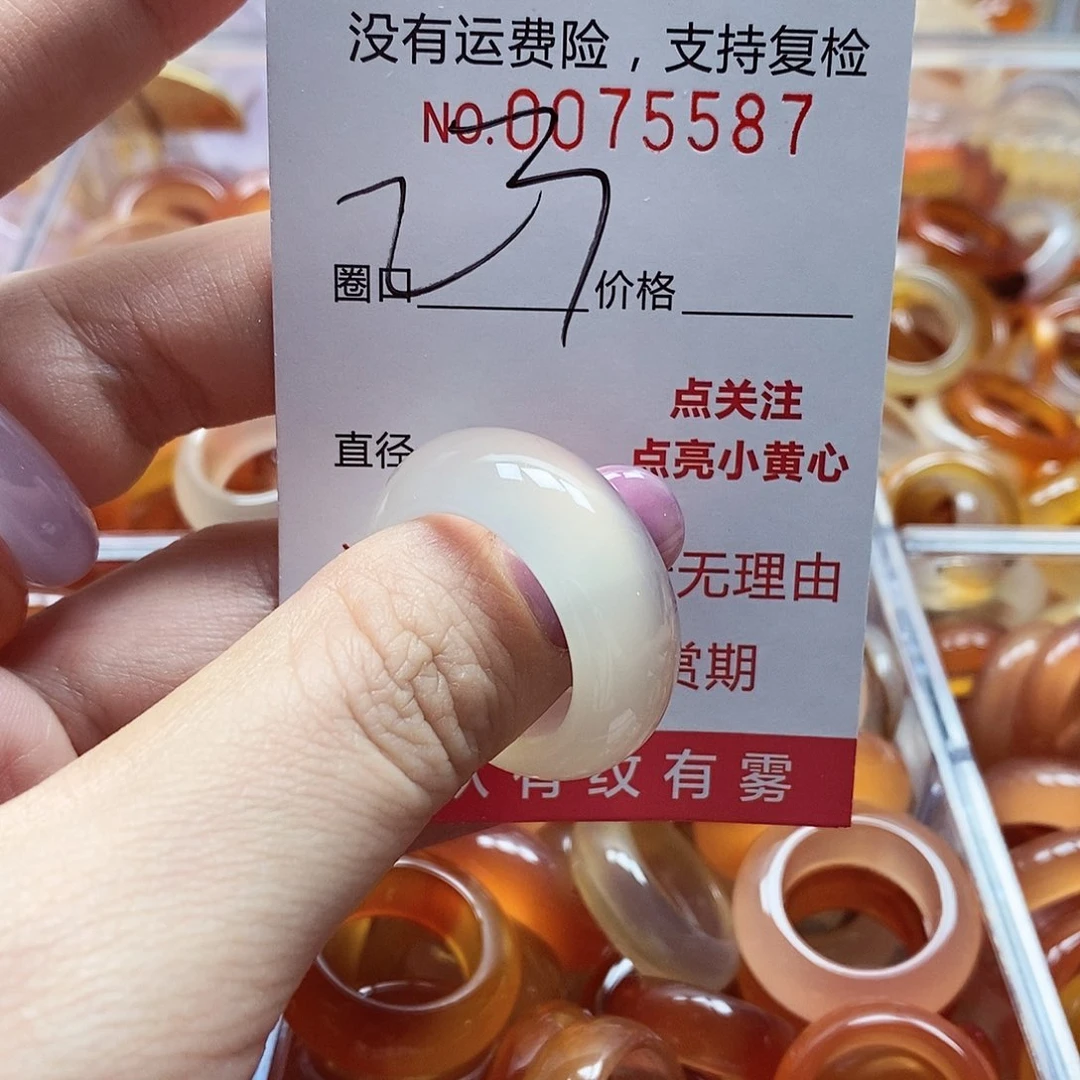 没有运费险，支持复检
NO.0075587
圈口 价格
点关注
直径
点亮小黄心
无理由
赏期
有纹有雾